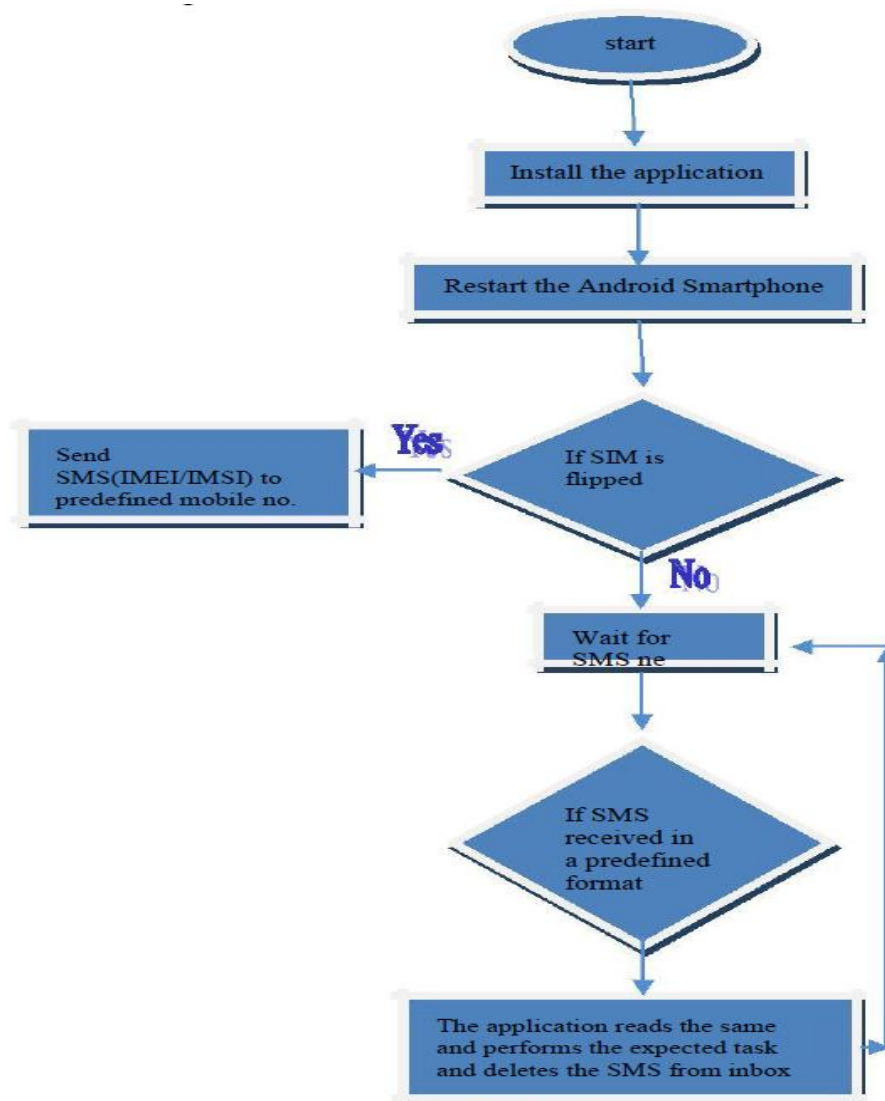 start
Install the application
Restart the Android Smartphone
Yes
Send
SMS(IMEI/IMSI) to
predefined mobile no.
If SIM is
flipped
No
Wait for
SMS ne
If SMS
received in
a predefined
format
The application reads the same
and performs the expected task
and deletes the SMS from inbox